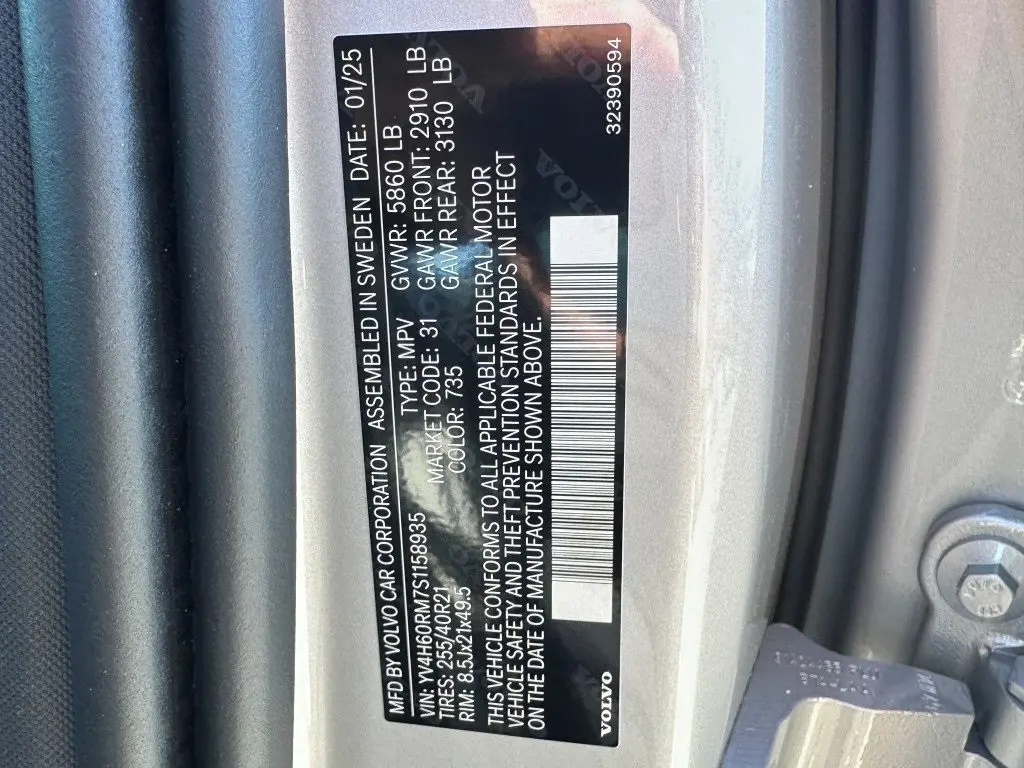 MFD BY VOLVO CAR CORPORATION ASSEMBLED IN SWEDEN DATE: 01/25
VIN: YV4H60RM7S1158935 TYPE: MPV GVWR: 5860 LB
TIRES: 255/40R21 MARKET CODE: 31 GAWR FRONT: 2910 LB
RIM: 8.5Jx21x49.5 COLOR: 735 GAWR REAR: 3130 LB
THIS VEHICLE CONFORMS TO ALL APPLICABLE FEDERAL MOTOR
VEHICLE SAFETY AND THEFT PREVENTION STANDARDS IN EFFECT
ON THE DATE OF MANUFACTURE SHOWN ABOVE.
VOLVO
32390594